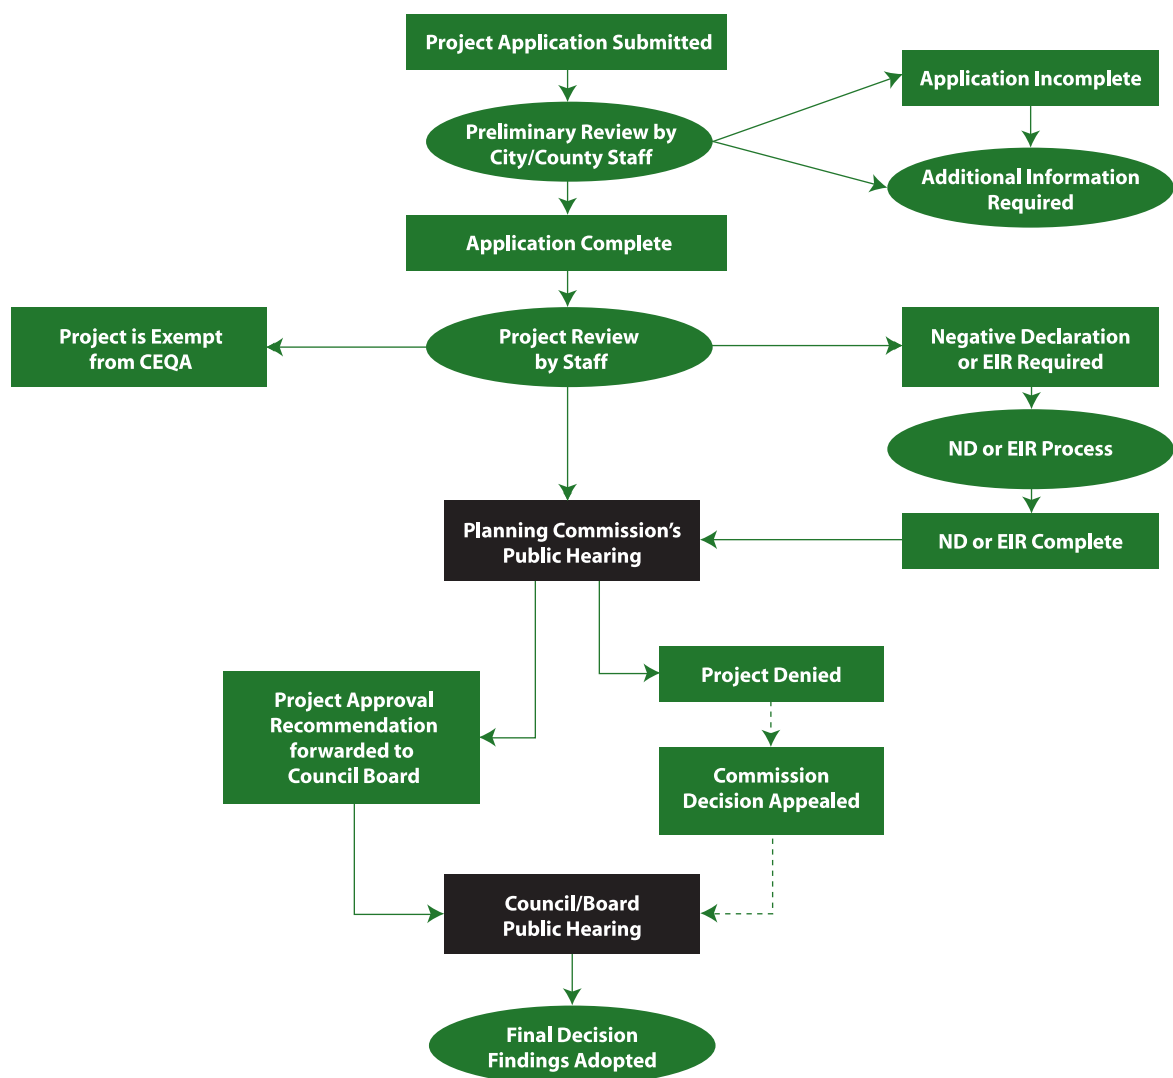 Project Application Submitted
Application Incomplete
Preliminary Review by
City/County Staff
Additional Information
Required
Application Complete
Project is Exempt
from CEQA
Project Review
by Staff
Negative Declaration
or EIR Required
ND or EIR Process
Planning Commission’s
Public Hearing
ND or EIR Complete
Project Approval
Recommendation
forwarded to
Council Board
Project Denied
Commission
Decision Appealed
Council/Board
Public Hearing
Final Decision
Findings Adopted